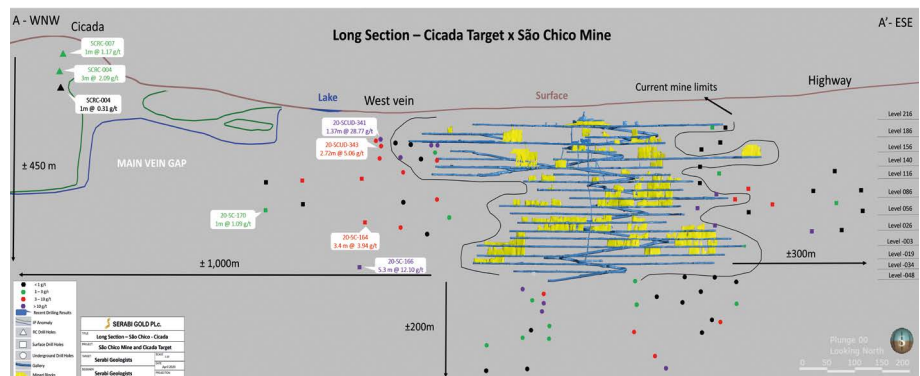 A - WNW
A'- ESE
Cicada
Long Section – Cicada Target x São Chico Mine
SCRC-007
1m @ 1.17 g/t
SCRC-004
3m @ 2.09 g/t
SCRC-004
1m @ 0.31 g/t
Lake
West vein
Surface
Current mine limits
Highway
20-SCUD-341
1.37m @ 28.77 g/t
20-SCUD-343
2.72m @ 5.06 g/t
MAIN VEIN GAP
± 450 m
20-SC-170
1m @ 1.09 g/t
20-SC-164
3.4 m @ 3.94 g/t
20-SC-166
5.3 m @ 12.10 g/t
± 1,000m
±300m
±200m
Level 216
Level 186
Level 156
Level 140
Level 116
Level 086
Level 056
Level 026
Level -003
Level -019
Level -034
Level -048
<1 g/t
1 – 3 g/t
3 – 10 g/t
>10 g/t
Recent Drilling Results
IP Anomaly
RC Drill Holes
Surface Drill Holes
Underground Drill Holes
Gallery
Mined Blocks
SERABI GOLD PLc.
Long Section – São Chico - Cicada
São Chico Mine and Cicada Target
Serabi Geologists
Serabi Geologists
Plunge 00
Looking North
0 50 100 150 200